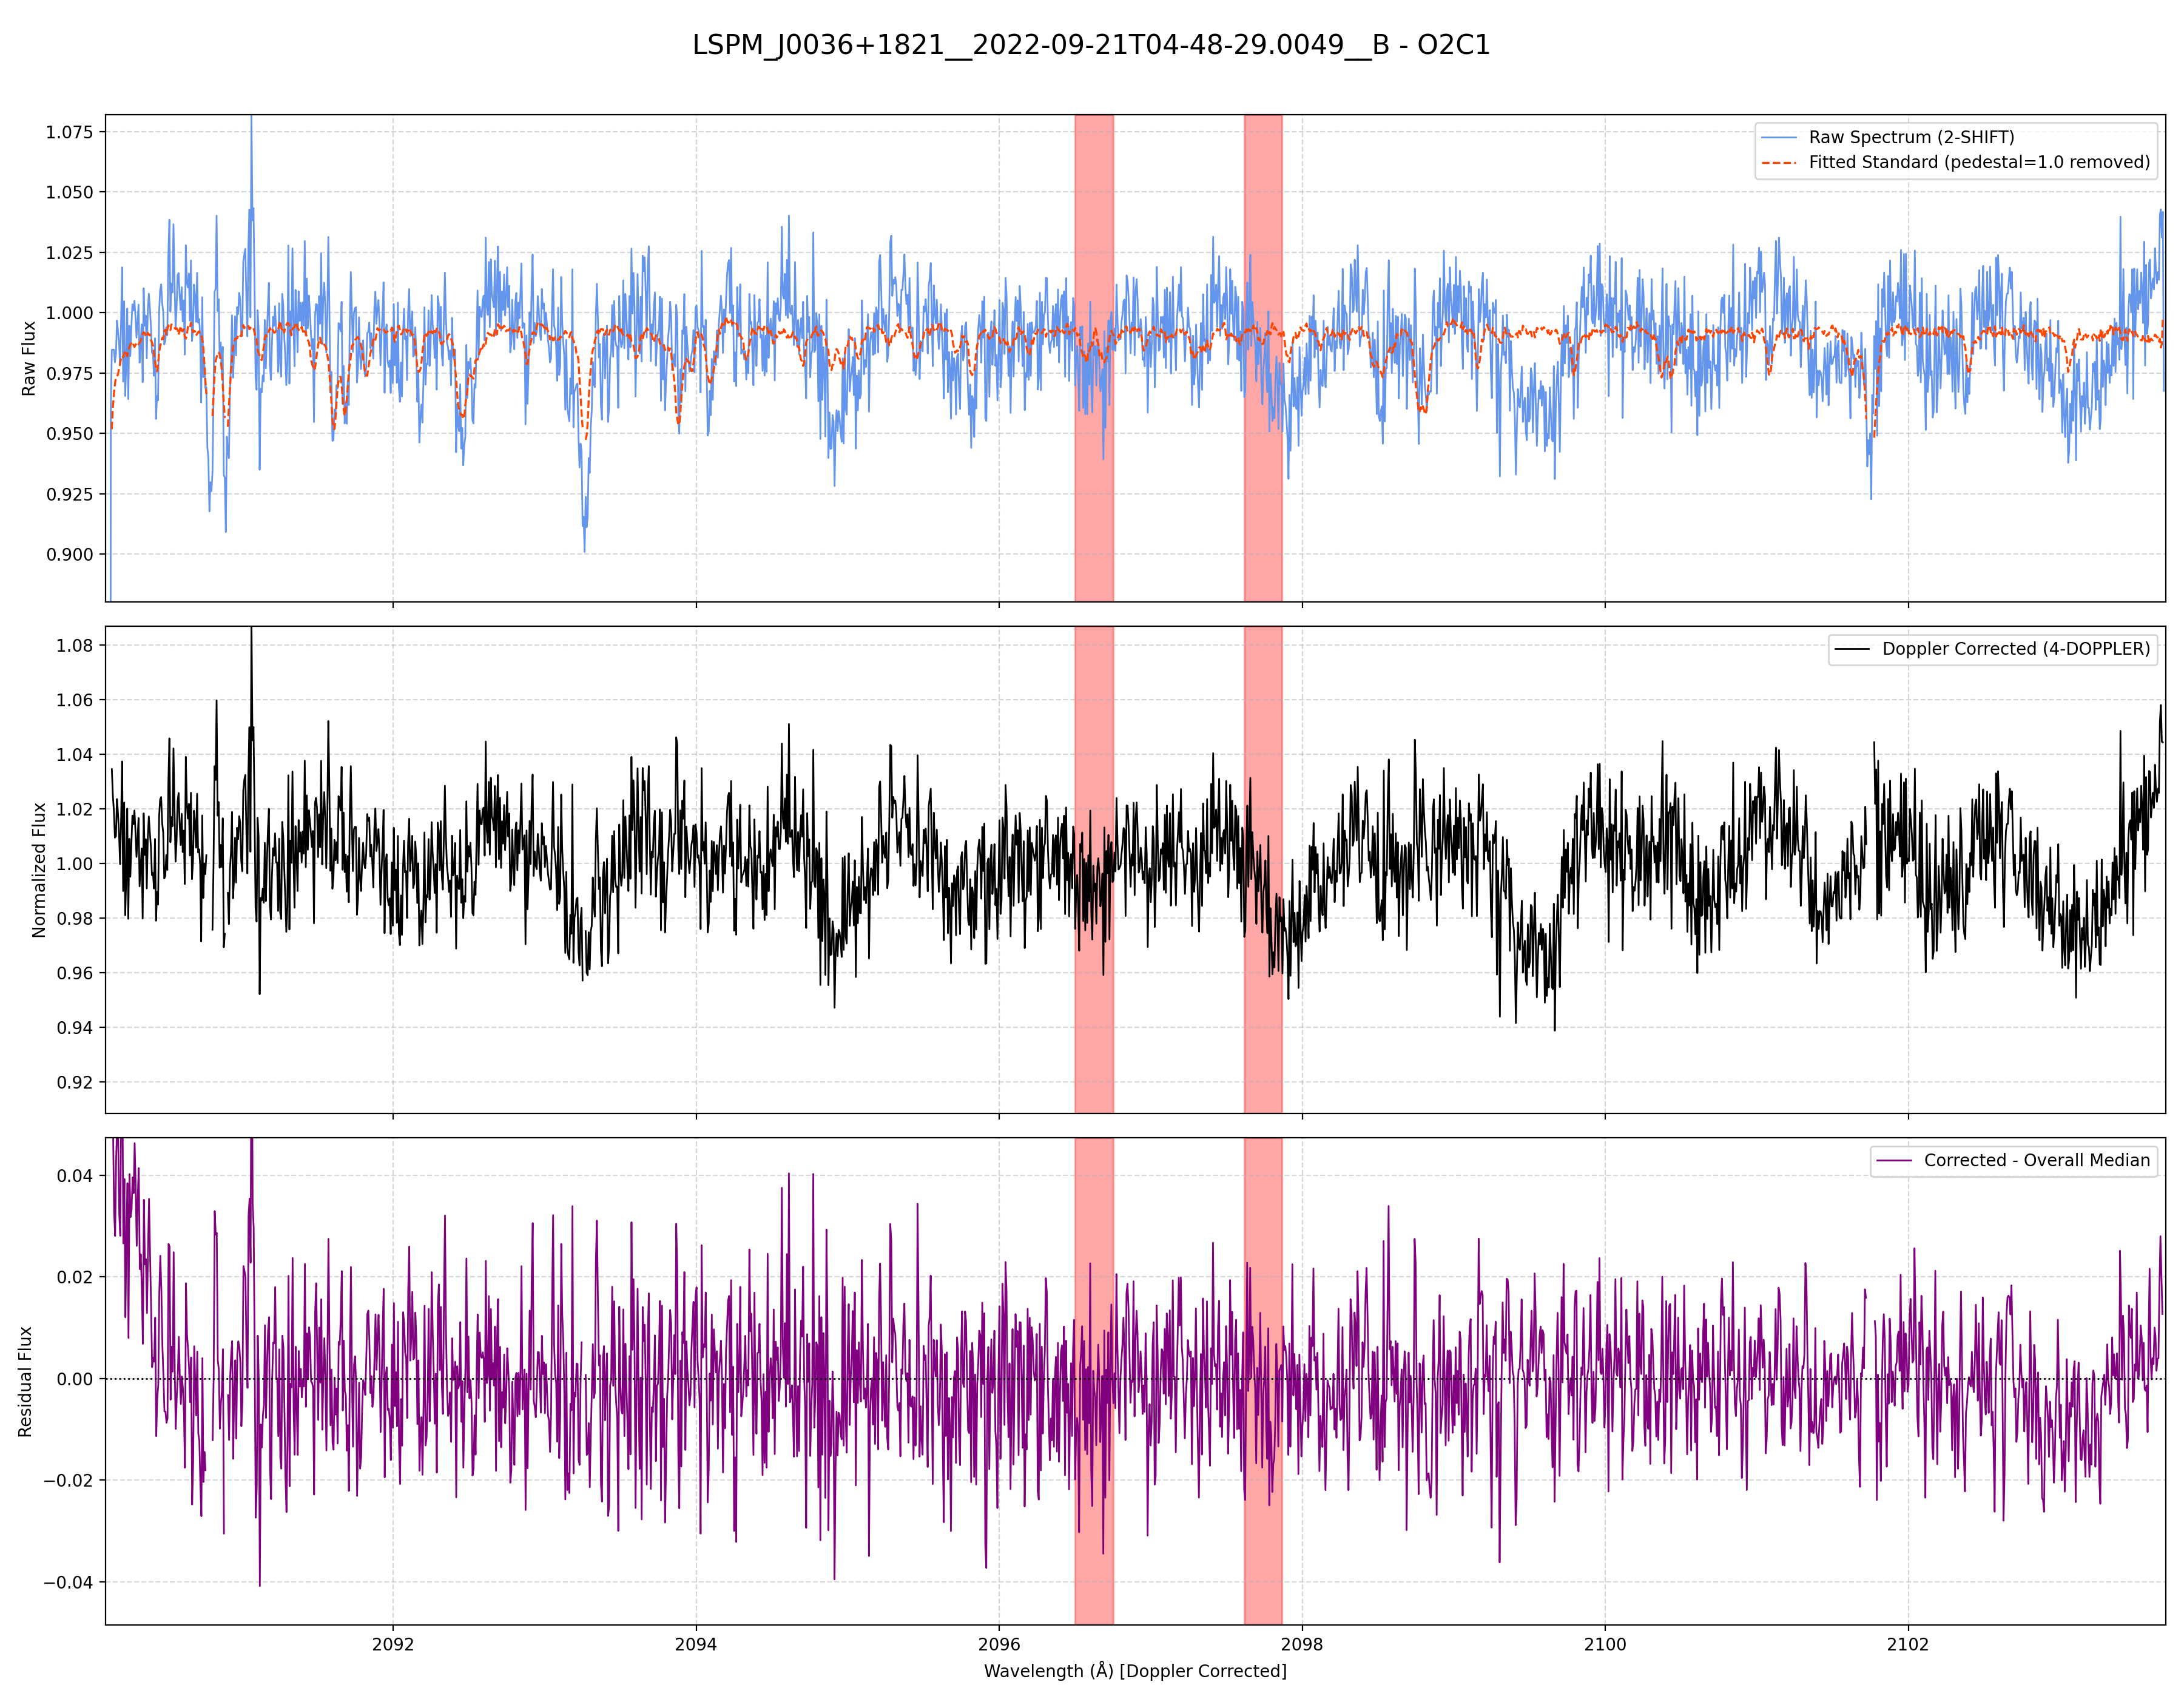 LSPM_J0036+1821__2022-09-21T04-48-29.0049__B - O2C1
1.075
1.050
1.025
1.000
0.975
0.950
0.925
0.900
Raw Flux
Raw Spectrum (2-SHIFT)
Fitted Standard (pedestal=1.0 removed)
1.08
1.06
1.04
1.02
1.00
0.98
0.96
0.94
0.92
Normalized Flux
Doppler Corrected (4-DOPPLER)
0.04
0.02
0.00
−0.02
−0.04
Residual Flux
Corrected - Overall Median
2092 2094 2096 2098 2100 2102
Wavelength (Å) [Doppler Corrected]